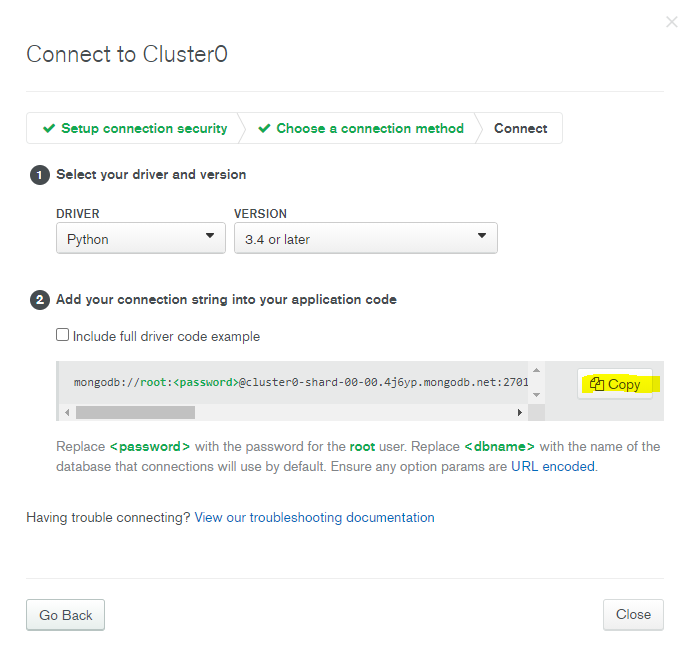 Connect to Cluster0
Setup connection security
Choose a connection method
Connect
1 Select your driver and version
DRIVER
VERSION
Python
3.4 or later
2 Add your connection string into your application code
Include full driver code example
mongodb://root:<password>@cluster0-shard-00-00.4j6yp.mongodb.net:2701
Copy
Replace <password> with the password for the root user. Replace <dbname> with the name of the
database that connections will use by default. Ensure any option params are URL encoded.
Having trouble connecting? View our troubleshooting documentation
Go Back
Close